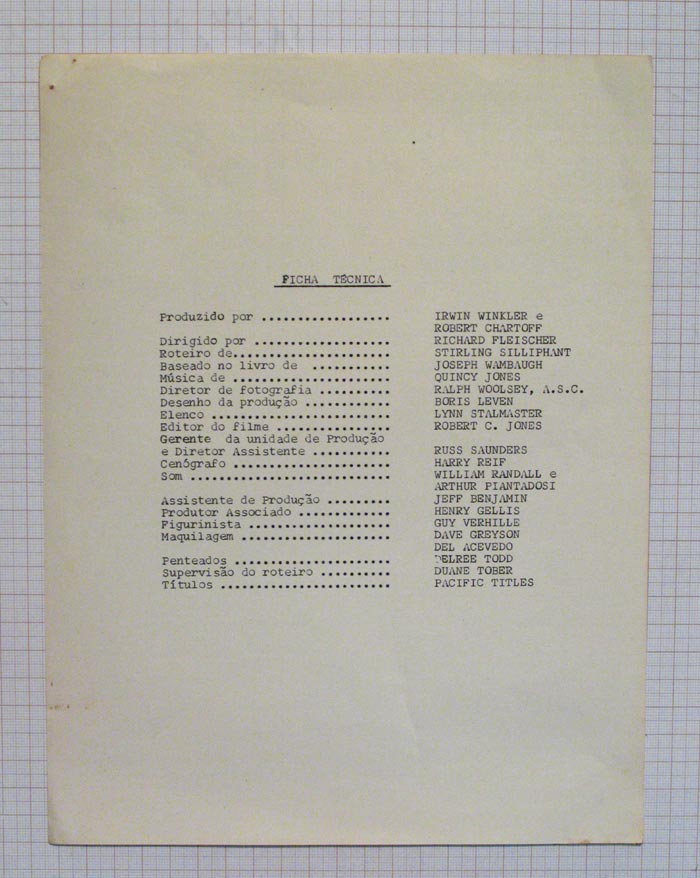 FICHA TÉCNICA
Produzido por .................. IRWIN WINKLER e
ROBERT CHARTOFF
Dirigido por ................... RICHARD FLEISCHER
Roteiro de...................... STIRLING SILLIPHANT
Baseado no livro de ........... JOSEPH WAMBAUGH
Música de ...................... QUINCY JONES
Diretor de fotografia .......... RALPH WOOLSEY, A.S.C.
Desenho da produção ............ BORIS LEVEN
Elenco ......................... LYNN STALMASTER
Editor do filme ................ ROBERT C. JONES
Gerente da unidade de Produção
e Diretor Assistente ........... RUSS SAUNDERS
Cenógrafo ...................... HARRY REIF
Som ............................ WILLIAM RANDALL e
ARTHUR PIANTADOSI
Assistente de Produção ......... JEFF BENJAMIN
Produtor Associado ............. HENRY GELLIS
Figurinista .................... GUY VERHILLE
Maquilagem ..................... DAVE GREYSON
DEL ACEVEDO
Penteados ...................... DELREE TODD
Supervisão do roteiro .......... DUANE TOBER
Títulos ........................ PACIFIC TITLES